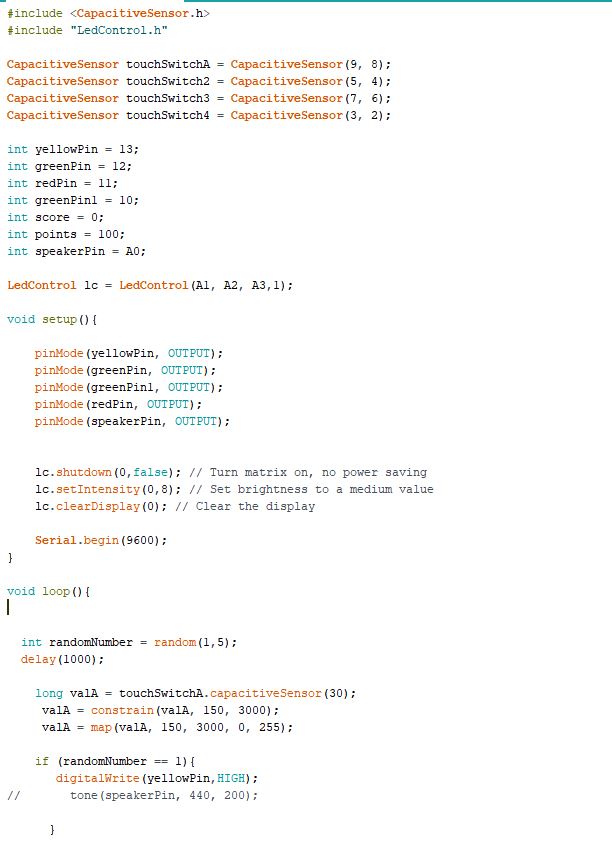 #include <CapacitiveSensor.h>
#include "LedControl.h"

CapacitiveSensor touchSwitchA = CapacitiveSensor(9, 8);
CapacitiveSensor touchSwitch2 = CapacitiveSensor(5, 4);
CapacitiveSensor touchSwitch3 = CapacitiveSensor(7, 6);
CapacitiveSensor touchSwitch4 = CapacitiveSensor(3, 2);

int yellowPin = 13;
int greenPin = 12;
int redPin = 11;
int greenPin1 = 10;
int score = 0;
int points = 100;
int speakerPin = A0;

LedControl lc = LedControl(A1, A2, A3,1);

void setup(){

    pinMode(yellowPin, OUTPUT);
    pinMode(greenPin, OUTPUT);
    pinMode(greenPin1, OUTPUT);
    pinMode(redPin, OUTPUT);
    pinMode(speakerPin, OUTPUT);


    lc.shutdown(0,false); // Turn matrix on, no power saving
    lc.setIntensity(0,8); // Set brightness to a medium value
    lc.clearDisplay(0); // Clear the display

    Serial.begin(9600);
}

void loop(){


  int randomNumber = random(1,5);
  delay(1000);

    long valA = touchSwitchA.capacitiveSensor(30);
     valA = constrain(valA, 150, 3000);
     valA = map(valA, 150, 3000, 0, 255);

    if (randomNumber == 1){
       digitalWrite(yellowPin,HIGH);
//       tone(speakerPin, 440, 200);

      }